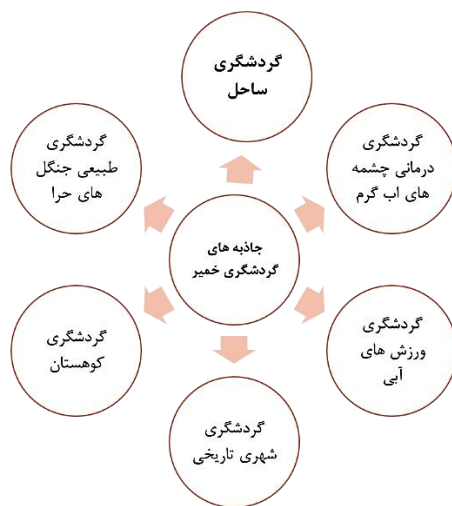 گردشگری
ساحل
گردشگری
درمانی چشمه
های اب گرم
گردشگری
طبیعی جنگل
های حرا
جاذبه های
گردشگری خمیر
گردشگری
ورزش های
آبی
گردشگری
کوهستان
گردشگری
شهری تاریخی